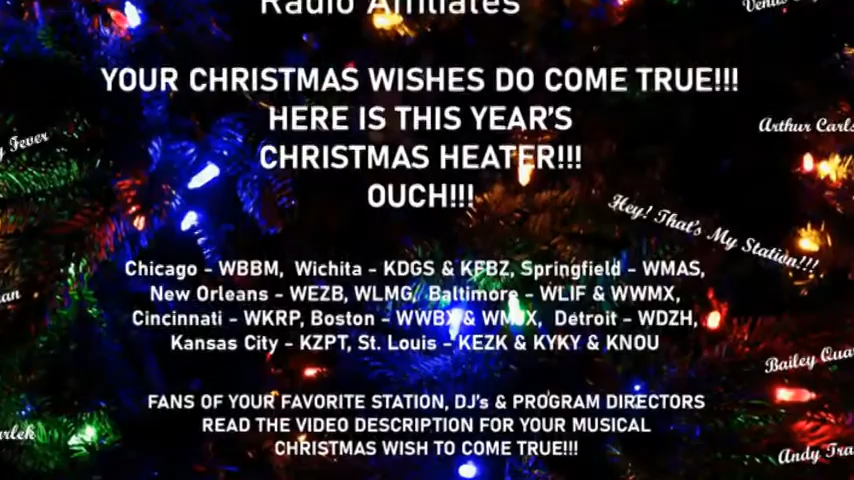 Radio Affiliates
YOUR CHRISTMAS WISHES DO COME TRUE!!!
HERE IS THIS YEAR'S
CHRISTMAS HEATER!!!
OUCH!!!
Arthur
Fever
Hey! That's My Station!!!
Chicago - WBBM, Wichita - KDGS & KFBZ, Springfield - WMAS,
New Orleans - WEZB, WLMG, Baltimore - WLIF & WWMX,
Cincinnati - WKRP, Boston - WWBX & WMJX, Detroit - WDZH,
Kansas City - KZPT, St. Louis - KEZK & KYKY & KNOU
Bailey
FANS OF YOUR FAVORITE STATION, DJ's & PROGRAM DIRECTORS
READ THE VIDEO DESCRIPTION FOR YOUR MUSICAL
CHRISTMAS WISH TO COME TRUE!!!
Andy